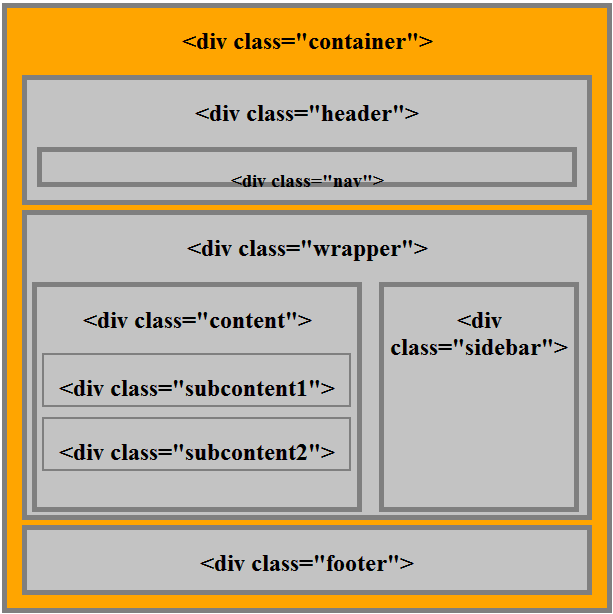 <div class="container">
<div class="header">
<div class="nav">
<div class="wrapper">
<div class="content">
<div class="subcontent1">
<div class="subcontent2">
<div
class="sidebar">
<div class="footer">